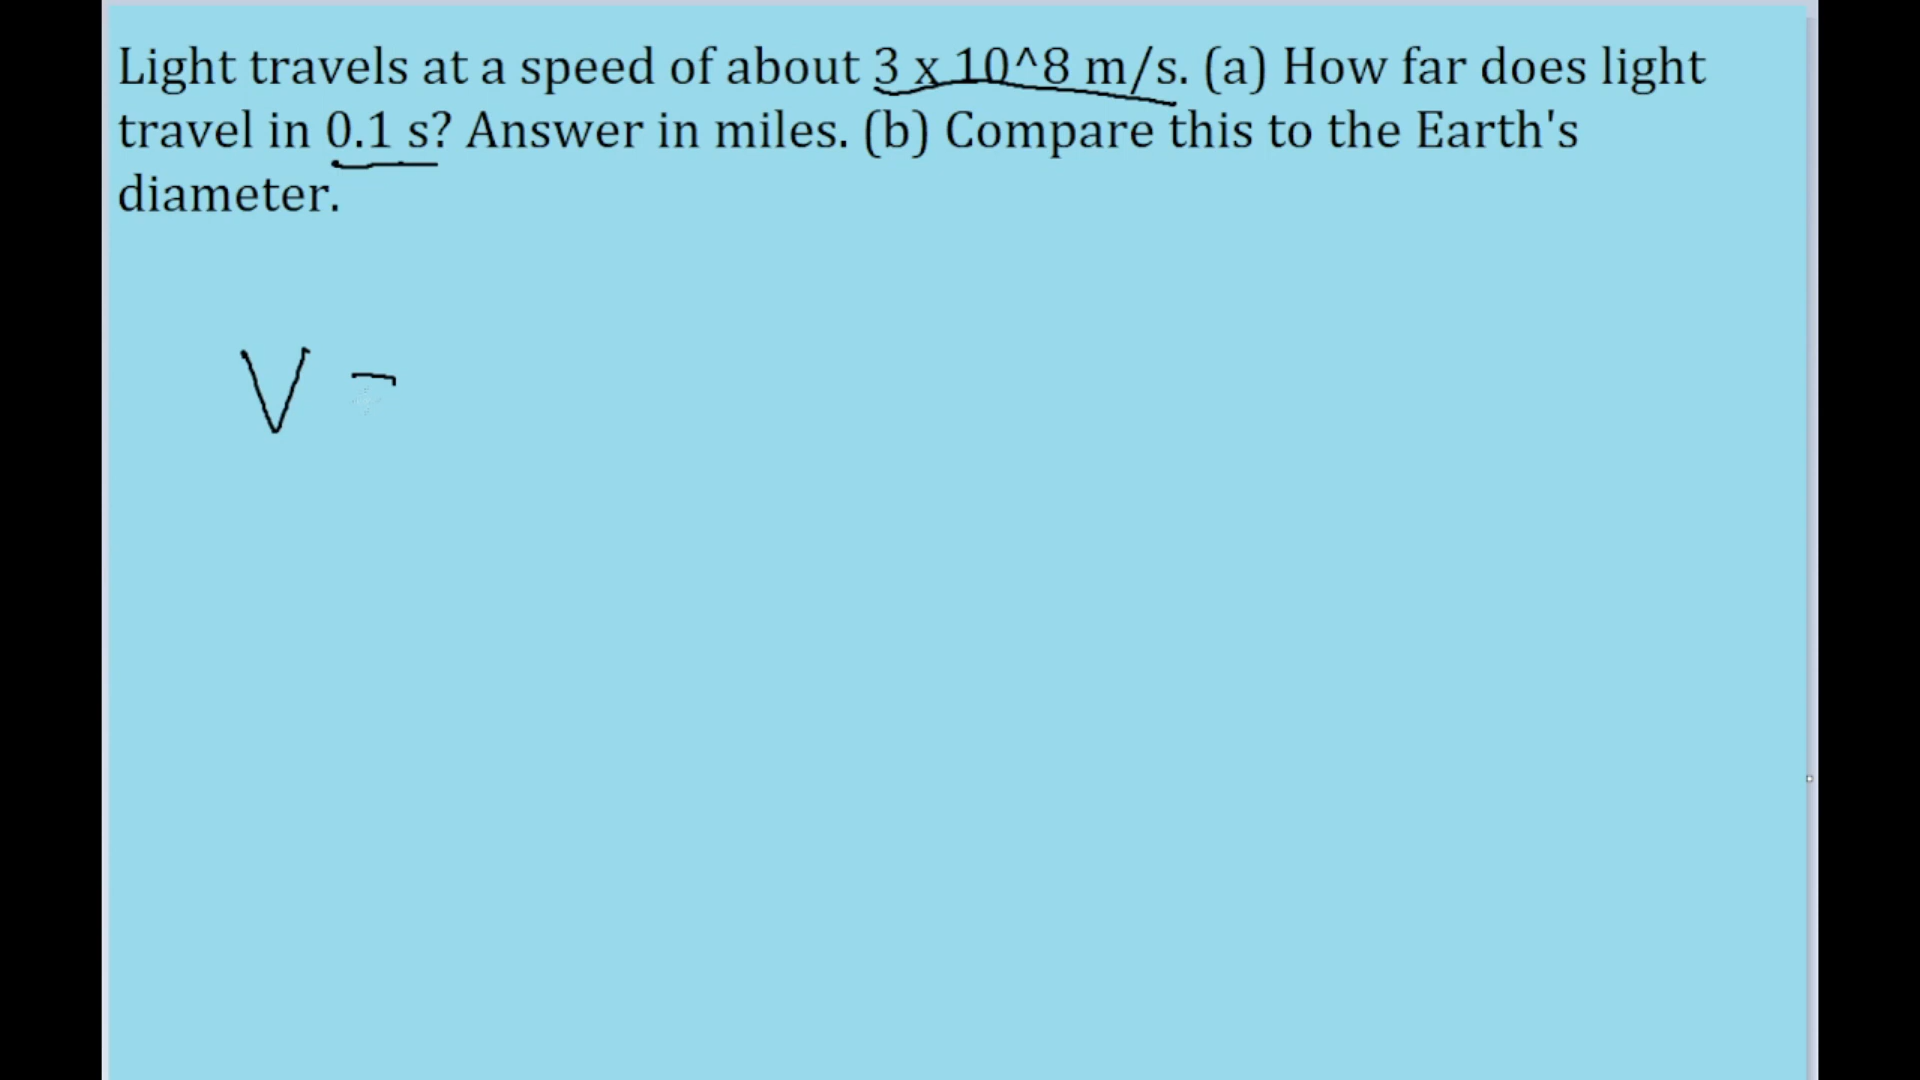 Light travels at a speed of about 3 x 10^8 m/s. (a) How far does light
travel in 0.1 s? Answer in miles. (b) Compare this to the Earth's
diameter.
V =